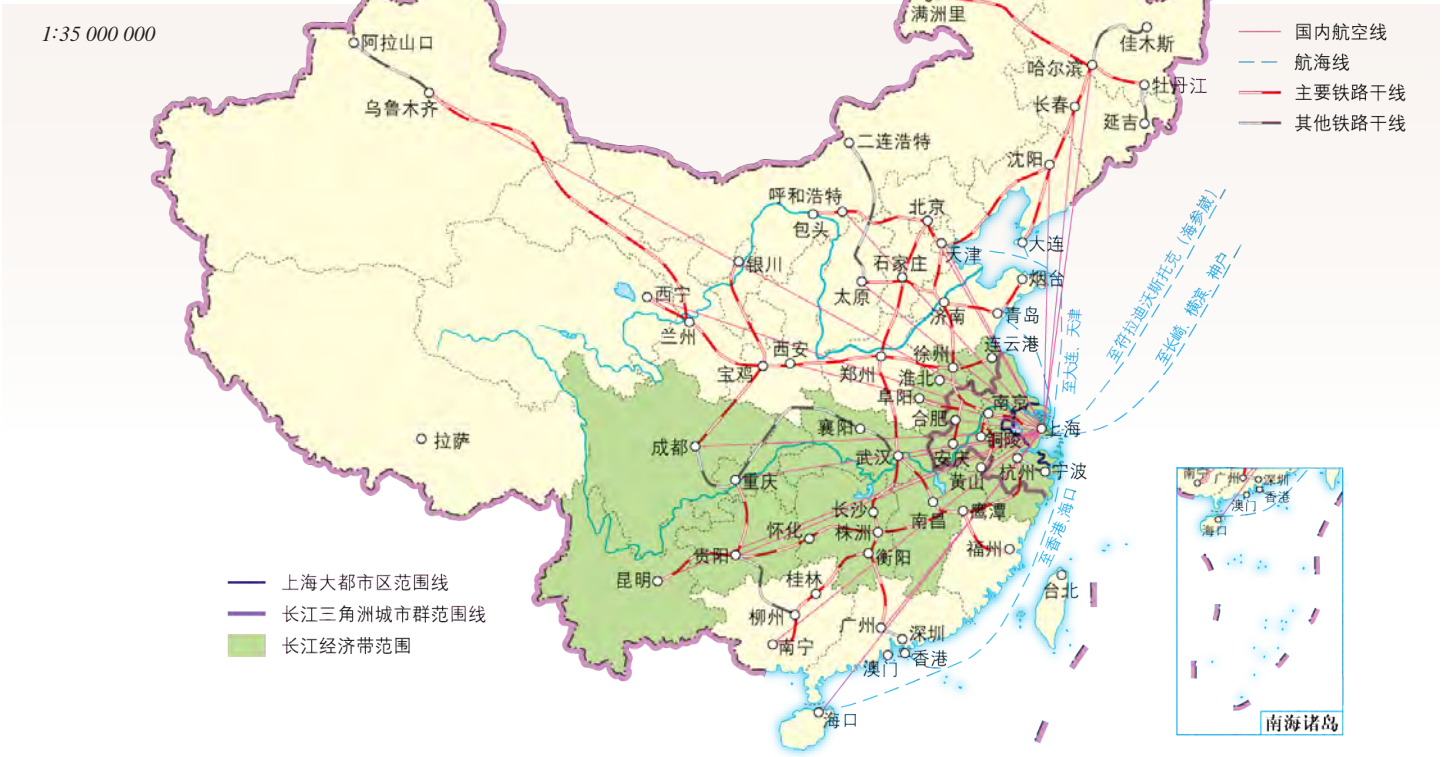 1:35 000 000
满洲里
佳木斯
阿拉山口
哈尔滨
牡丹江
乌鲁木齐
长春
延吉
二连浩特
沈阳
国内航空线
航海线
主要铁路干线
其他铁路干线
呼和浩特
包头
北京
天津
大连
银川
石家庄
太原
烟台
西宁
济南
青岛
兰州
连云港
西安
徐州
宝鸡
郑州
淮北
阜阳
南京
合肥
襄阳
上海
铜陵
拉萨
成都
武汉
安庆
杭州
宁波
重庆
黄山
长沙
南昌
鹰潭
怀化
株洲
贵阳
衡阳
福州
昆明
桂林
台北
柳州
广州
深圳
南宁
澳门
香港
海口
至大连、天津
至符拉迪沃斯托克（海参崴）
至长崎、横滨、神户
至香港、海口
上海大都市区范围线
长江三角洲城市群范围线
长江经济带范围
南宁
广州
深圳
香港
澳门
海口
南海诸岛